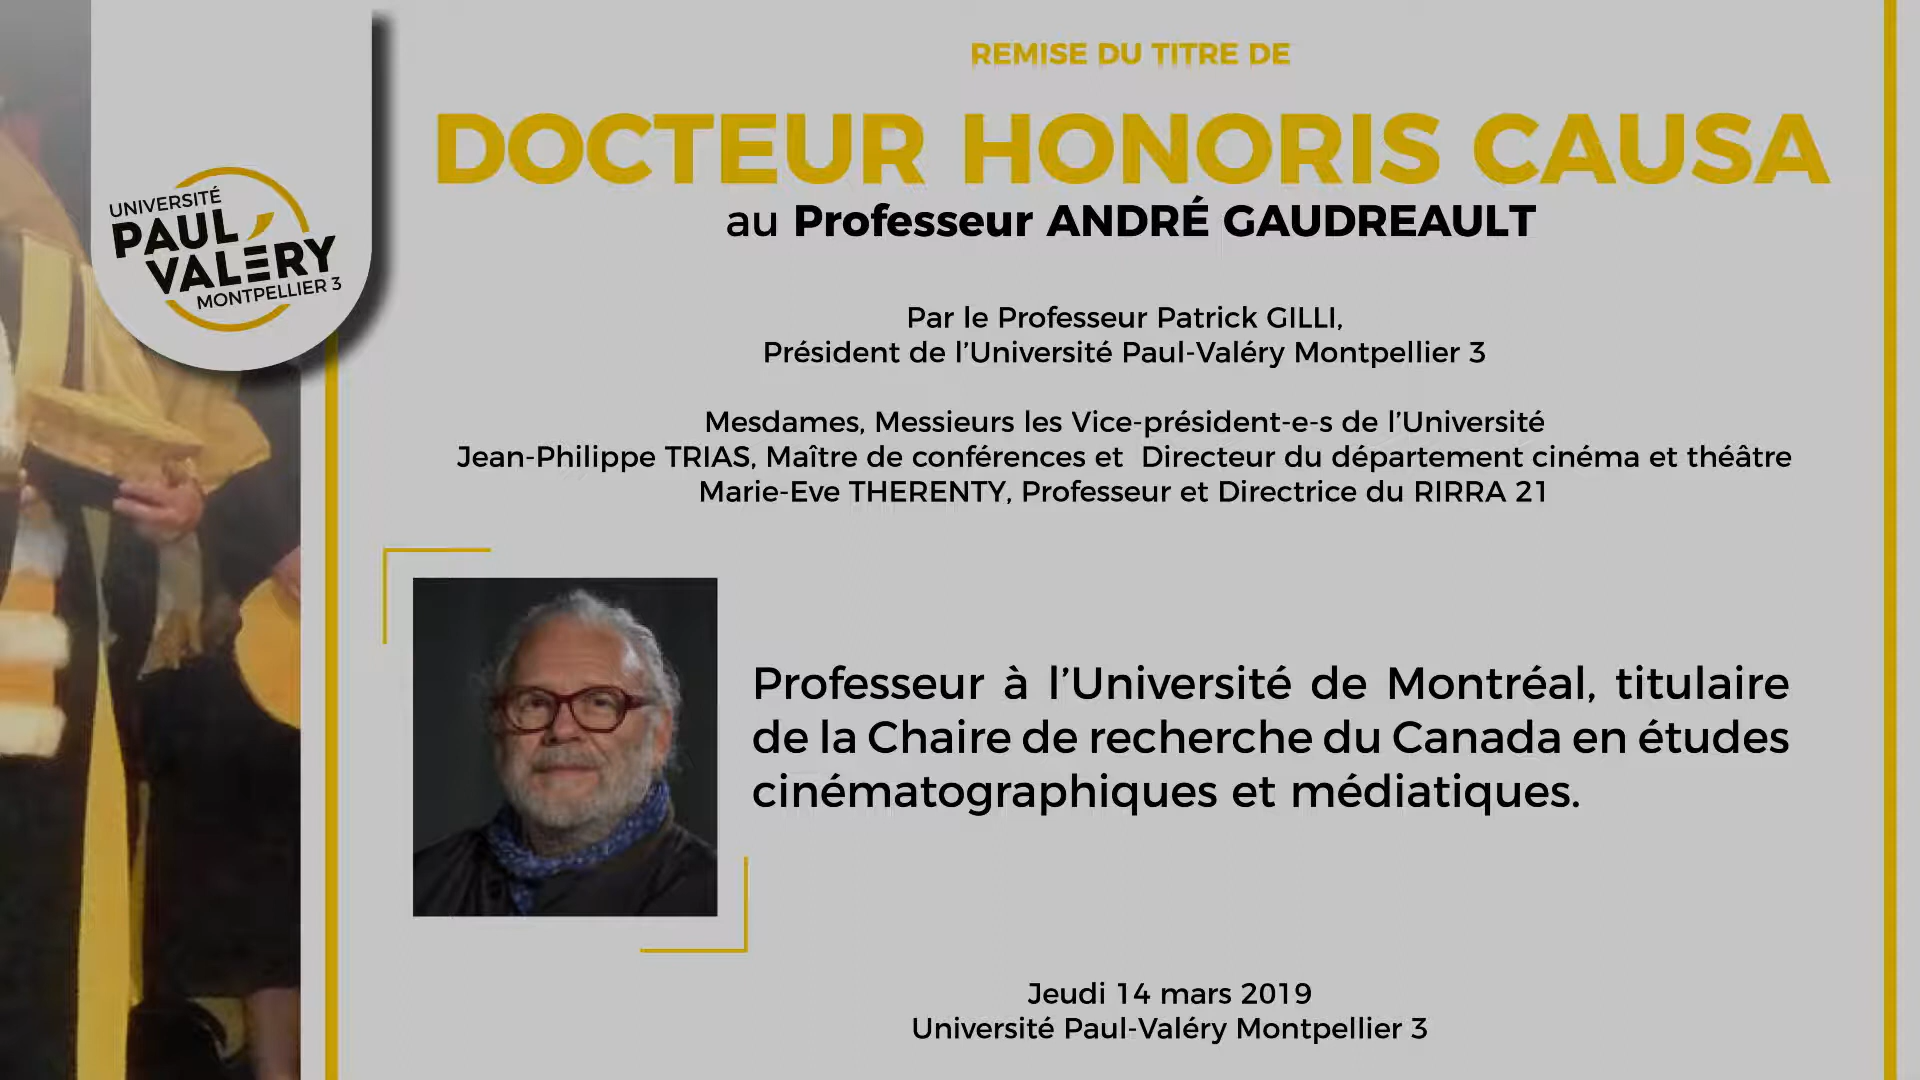 UNIVERSITÉ
PAUL
VALÉRY
MONTPELLIER 3
REMISE DU TITRE DE
DOCTEUR HONORIS CAUSA
au Professeur ANDRÉ GAUDREAULT
Par le Professeur Patrick GILLI,
Président de l’Université Paul-Valéry Montpellier 3
Mesdames, Messieurs les Vice-président-e-s de l’Université
Jean-Philippe TRIAS, Maître de conférences et Directeur du département cinéma et théâtre
Marie-Eve THERENTY, Professeur et Directrice du RIRRA 21
Professeur à l’Université de Montréal, titulaire
de la Chaire de recherche du Canada en études
cinématographiques et médiatiques.
Jeudi 14 mars 2019
Université Paul-Valéry Montpellier 3